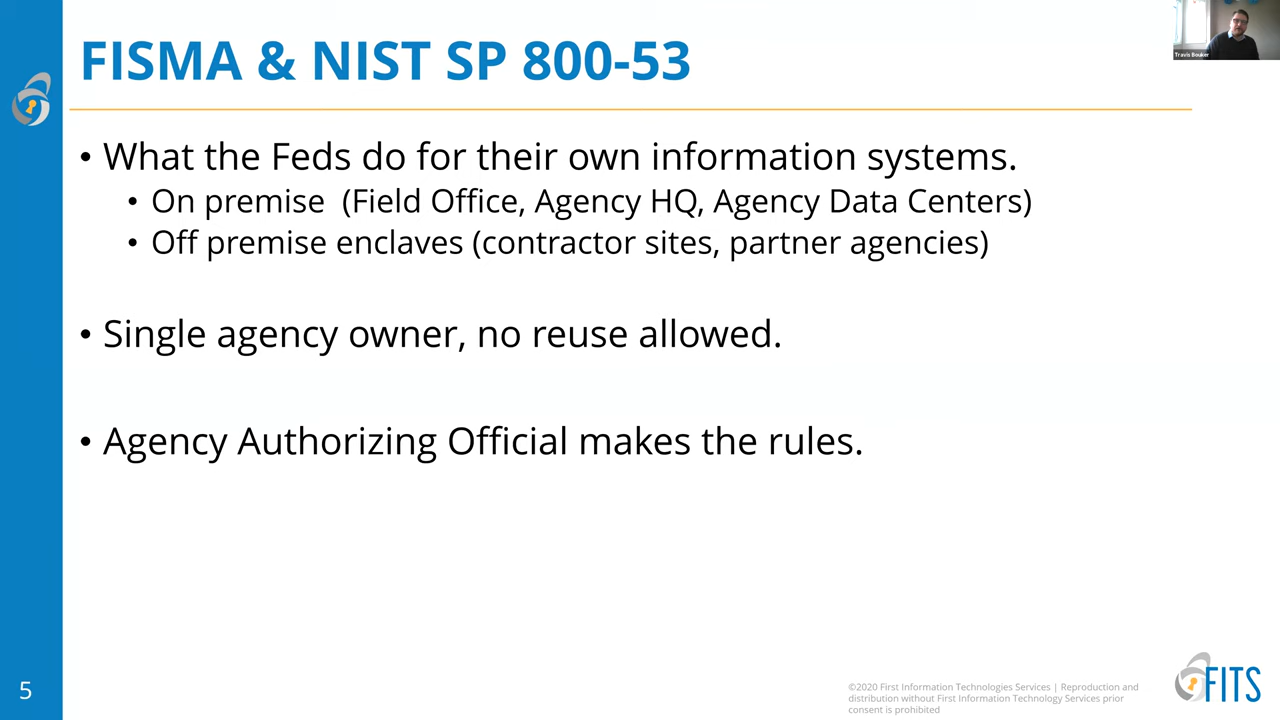 FISMA & NIST SP 800-53
Travis Bouker
• What the Feds do for their own information systems.
• On premise (Field Office, Agency HQ, Agency Data Centers)
• Off premise enclaves (contractor sites, partner agencies)
• Single agency owner, no reuse allowed.
• Agency Authorizing Official makes the rules.
5
©2020 First Information Technologies Services | Reproduction and
distribution without First Information Technology Services prior
consent is prohibited
FITS